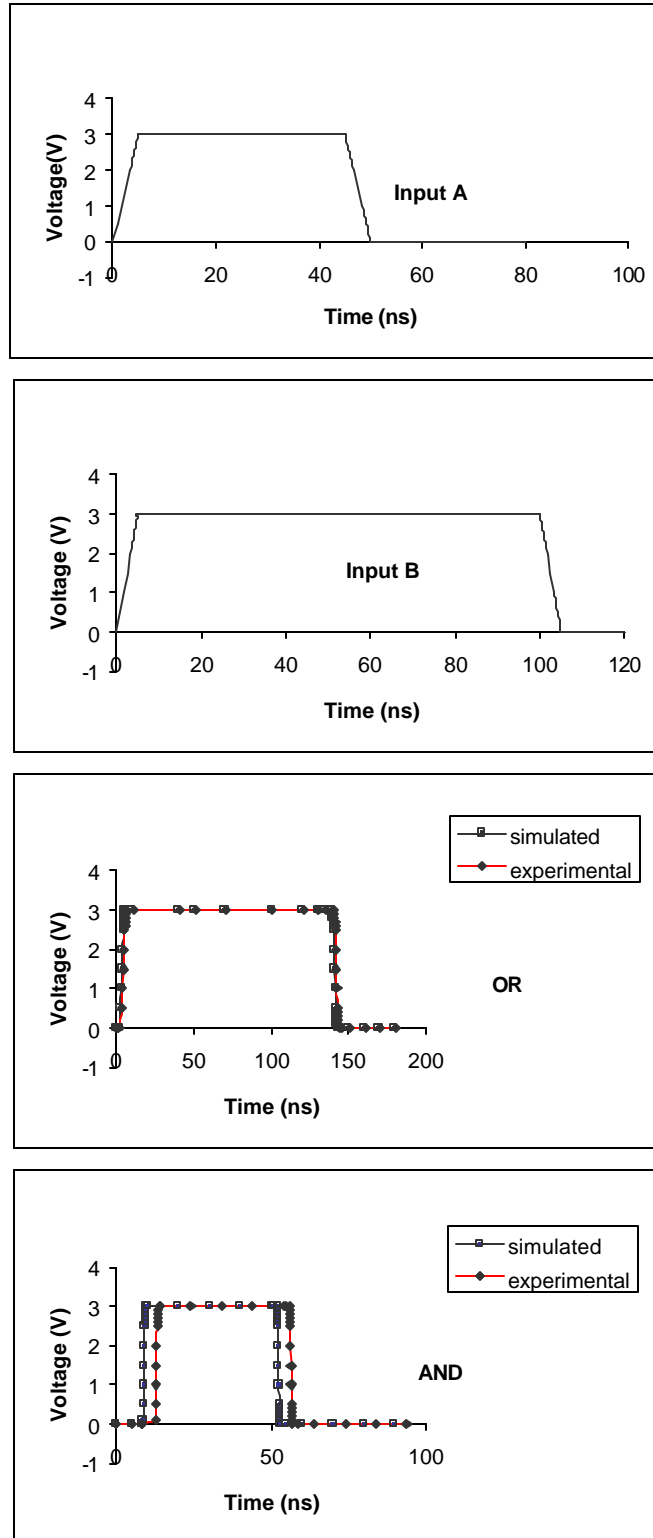 4
3
2
1
0
-1
Voltage(V)
Input A
0 20 40 60 80 100
Time (ns)
4
3
2
1
0
-1
Voltage (V)
Input B
0 20 40 60 80 100 120
Time (ns)
simulated
experimental
4
3
2
1
0
-1
Voltage (V)
OR
0 50 100 150 200
Time (ns)
simulated
experimental
4
3
2
1
0
-1
Voltage (V)
AND
0 50 100
Time (ns)